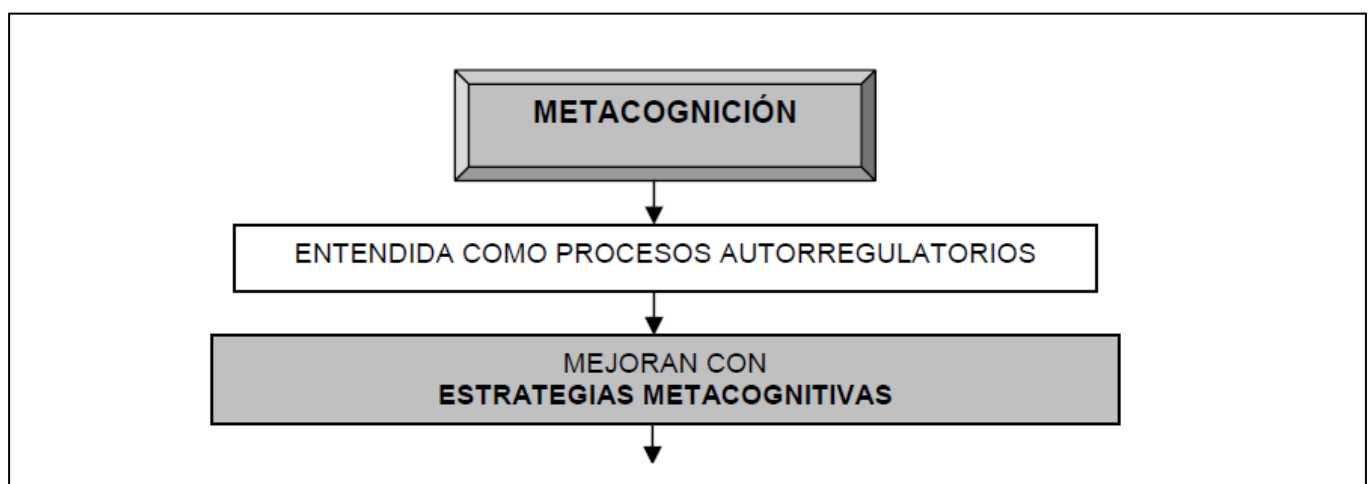 METACOGNICIÓN
ENTENDIDA COMO PROCESOS AUTORREGULATORIOS
MEJORAN CON
ESTRATEGIAS METACOGNITIVAS